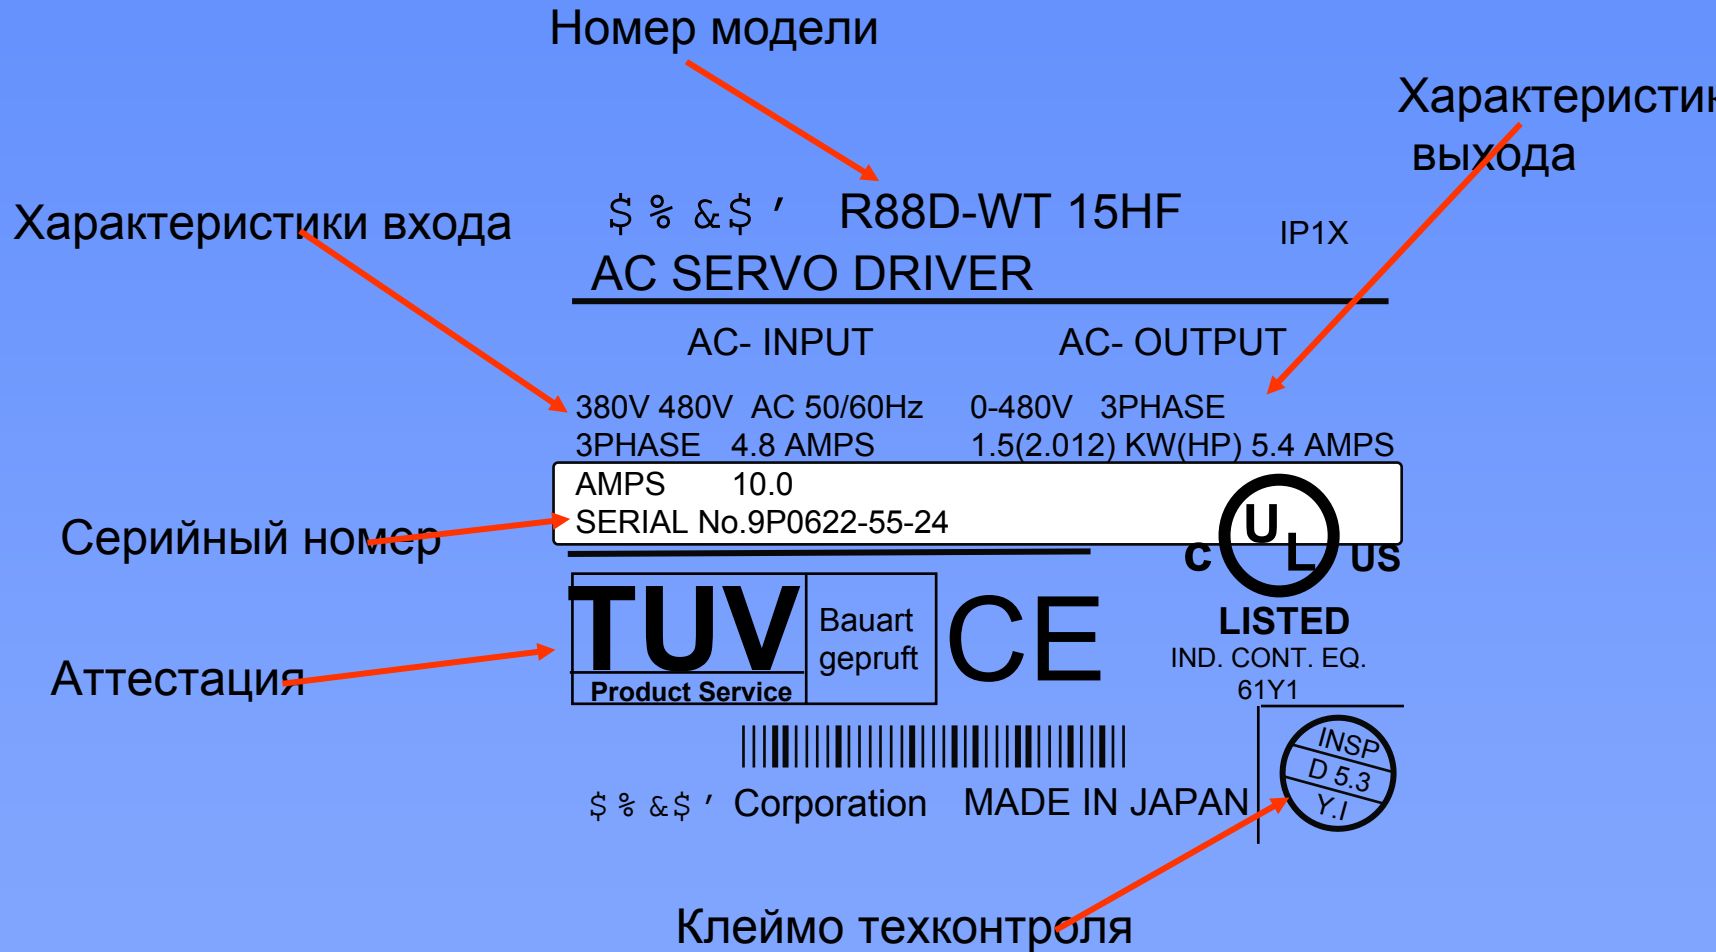 Номер модели
Характеристик
выхода
Характеристики входа
$ % &$ ' R88D-WT 15HF
IP1X
AC SERVO DRIVER
AC- INPUT AC- OUTPUT
380V 480V AC 50/60Hz 0-480V 3PHASE
3PHASE 4.8 AMPS 1.5(2.012) KW(HP) 5.4 AMPS
AMPS 10.0
SERIAL No.9P0622-55-24
Серийный номер
C UL US
LISTED
IND. CONT. EQ.
61Y1
TUV
Product Service
Bauart
gepruft
CE
Аттестация
INSP
D 5.3
Y.I
$ % &$ ' Corporation MADE IN JAPAN
Клеймо техконтроля